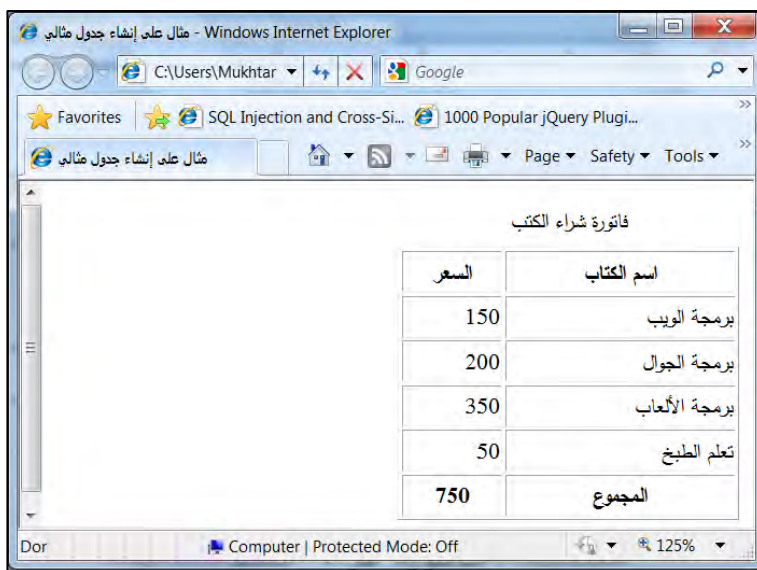 مثال على إنشاء جدول مثالي - Windows Internet Explorer
C:\Users\Mukhtar Google
Favorites SQL Injection and Cross-Si... 1000 Popular jQuery Plugi...
مثال على إنشاء جدول مثالي Page Safety Tools
فاتورة شراء الكتب
اسم الكتاب السعر
برمجة الويب 150
برمجة الجوال 200
برمجة الألعاب 350
تعلم الطبخ 50
المجموع 750
Dor Computer | Protected Mode: Off 125%